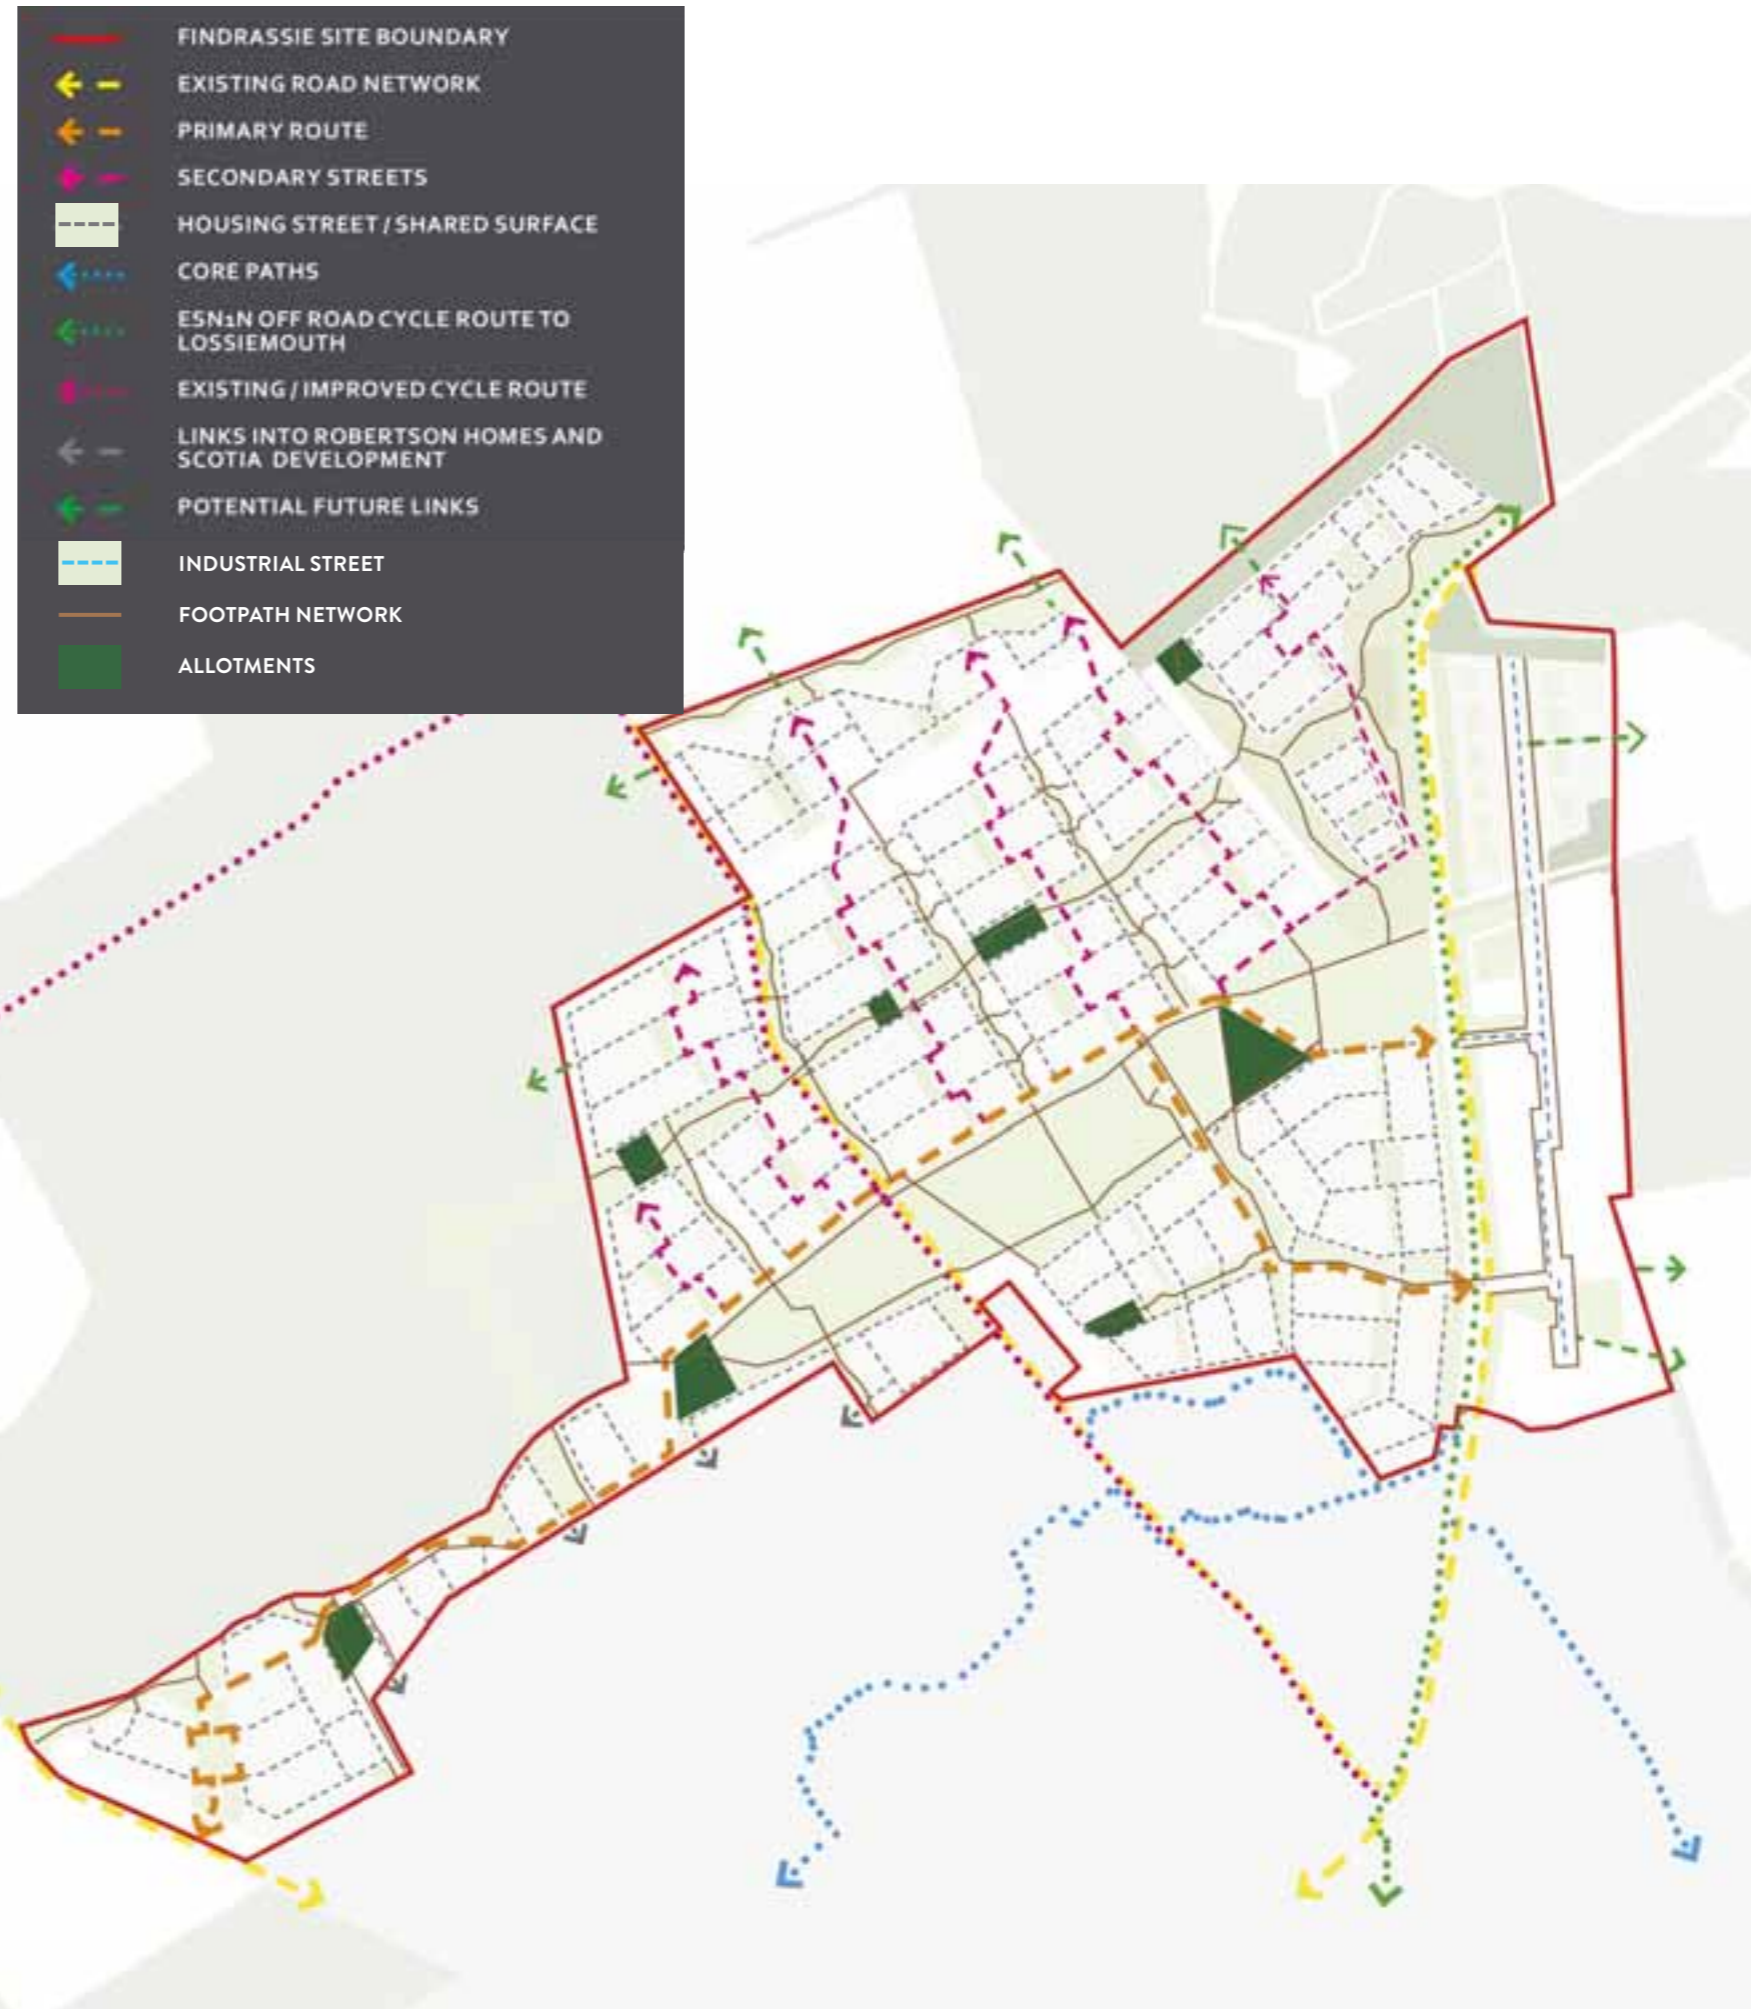 FINDRASSIE SITE BOUNDARY
EXISTING ROAD NETWORK
PRIMARY ROUTE
SECONDARY STREETS
HOUSING STREET / SHARED SURFACE
CORE PATHS
ESN1N OFF ROAD CYCLE ROUTE TO
LOSSIEMOUTH
EXISTING / IMPROVED CYCLE ROUTE
LINKS INTO ROBERTSON HOMES AND
SCOTIA DEVELOPMENT
POTENTIAL FUTURE LINKS
INDUSTRIAL STREET
FOOTPATH NETWORK
ALLOTMENTS